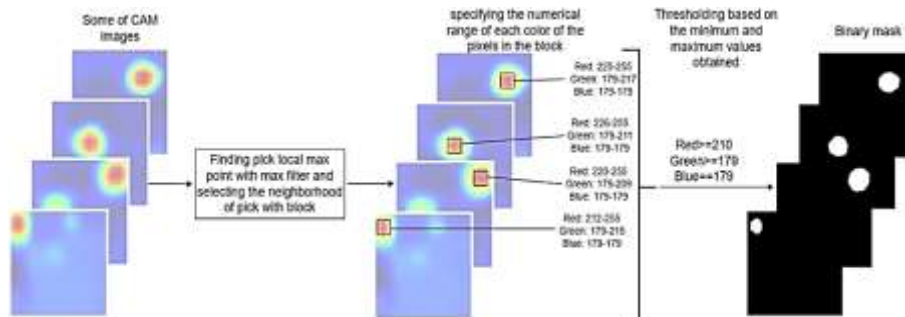 Some of CAM
images
Finding pick local max
point with max filter and
selecting the neighborhood
of pick with block
specifying the numerical
range of each color of the
pixels in the block
Red: 225-255
Green: 179-217
Blue: 179-179
Red: 226-255
Green: 179-211
Blue: 179-179
Red: 220-255
Green: 179-209
Blue: 179-179
Red: 212-255
Green: 179-215
Blue: 179-179
Thresholding based on
the minimum and
maximum values
obtained
Red>=210
Green>=179
Blue==179
Binary mask